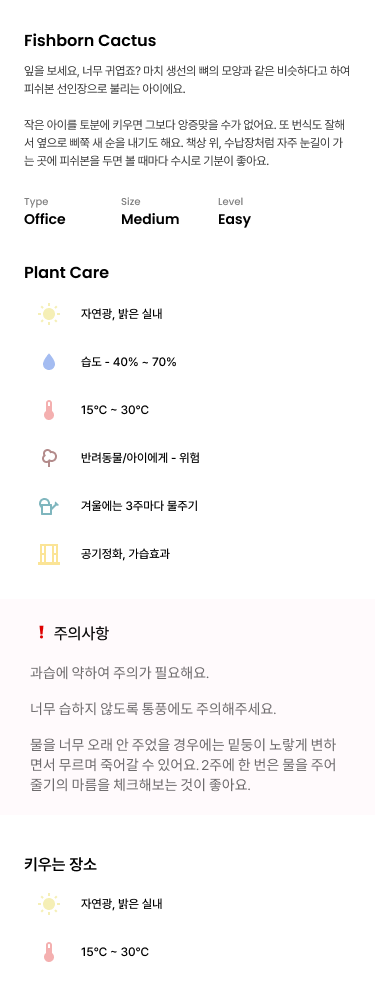 Fishborn Cactus
잎을 보세요, 너무 귀엽죠? 마치 생선의 뼈의 모양과 같은 비슷하다고 하여
피쉬본 선인장으로 불리는 아이에요.
작은 아이를 토분에 키우면 그보다 앙증맞을 수가 없어요. 또 번식도 잘해
서 옆으로 삐쭉 새 순을 내기도 해요. 책상 위, 수납장처럼 자주 눈길이 가
는 곳에 피쉬본을 두면 볼 때마다 수시로 기분이 좋아요.
Type Size Level
Office Medium Easy
Plant Care
자연광, 밝은 실내
습도 - 40% ~ 70%
15°C ~ 30°C
반려동물/아이에게 - 위험
겨울에는 3주마다 물주기
공기정화, 가습효과
! 주의사항
과습에 약하여 주의가 필요해요.
너무 습하지 않도록 통풍에도 주의해주세요.
물을 너무 오래 안 주었을 경우에는 밑둥이 노랗게 변하
면서 무르며 죽어갈 수 있어요. 2주에 한 번은 물을 주어
줄기의 마름을 체크해보는 것이 좋아요.
키우는 장소
자연광, 밝은 실내
15°C ~ 30°C